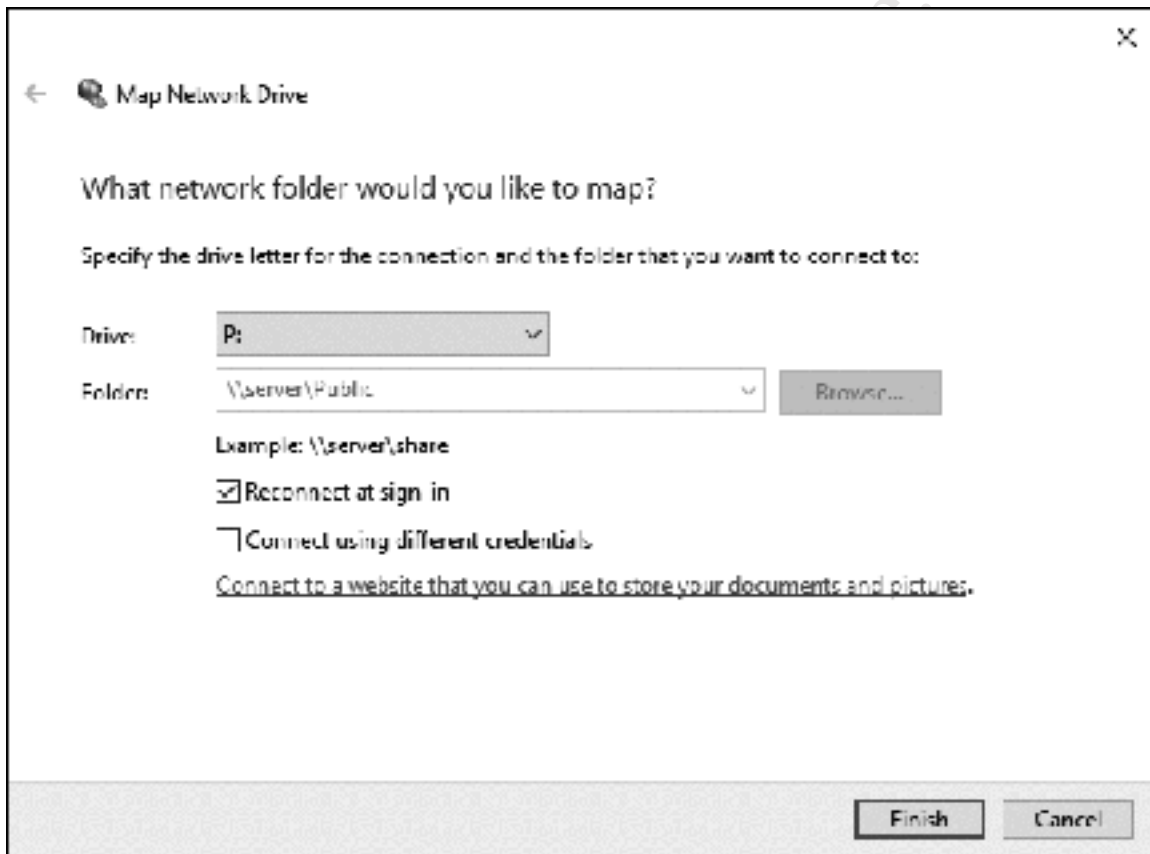 Map Network Drive
What network folder would you like to map?
Specify the drive letter for the connection and the folder that you want to connect to:
Drive: P:
Folder: \\server\Public Browse...
Example: \\server\share
Reconnect at sign-in
Connect using different credentials
Connect to a website that you can use to store your documents and pictures.
Finish Cancel